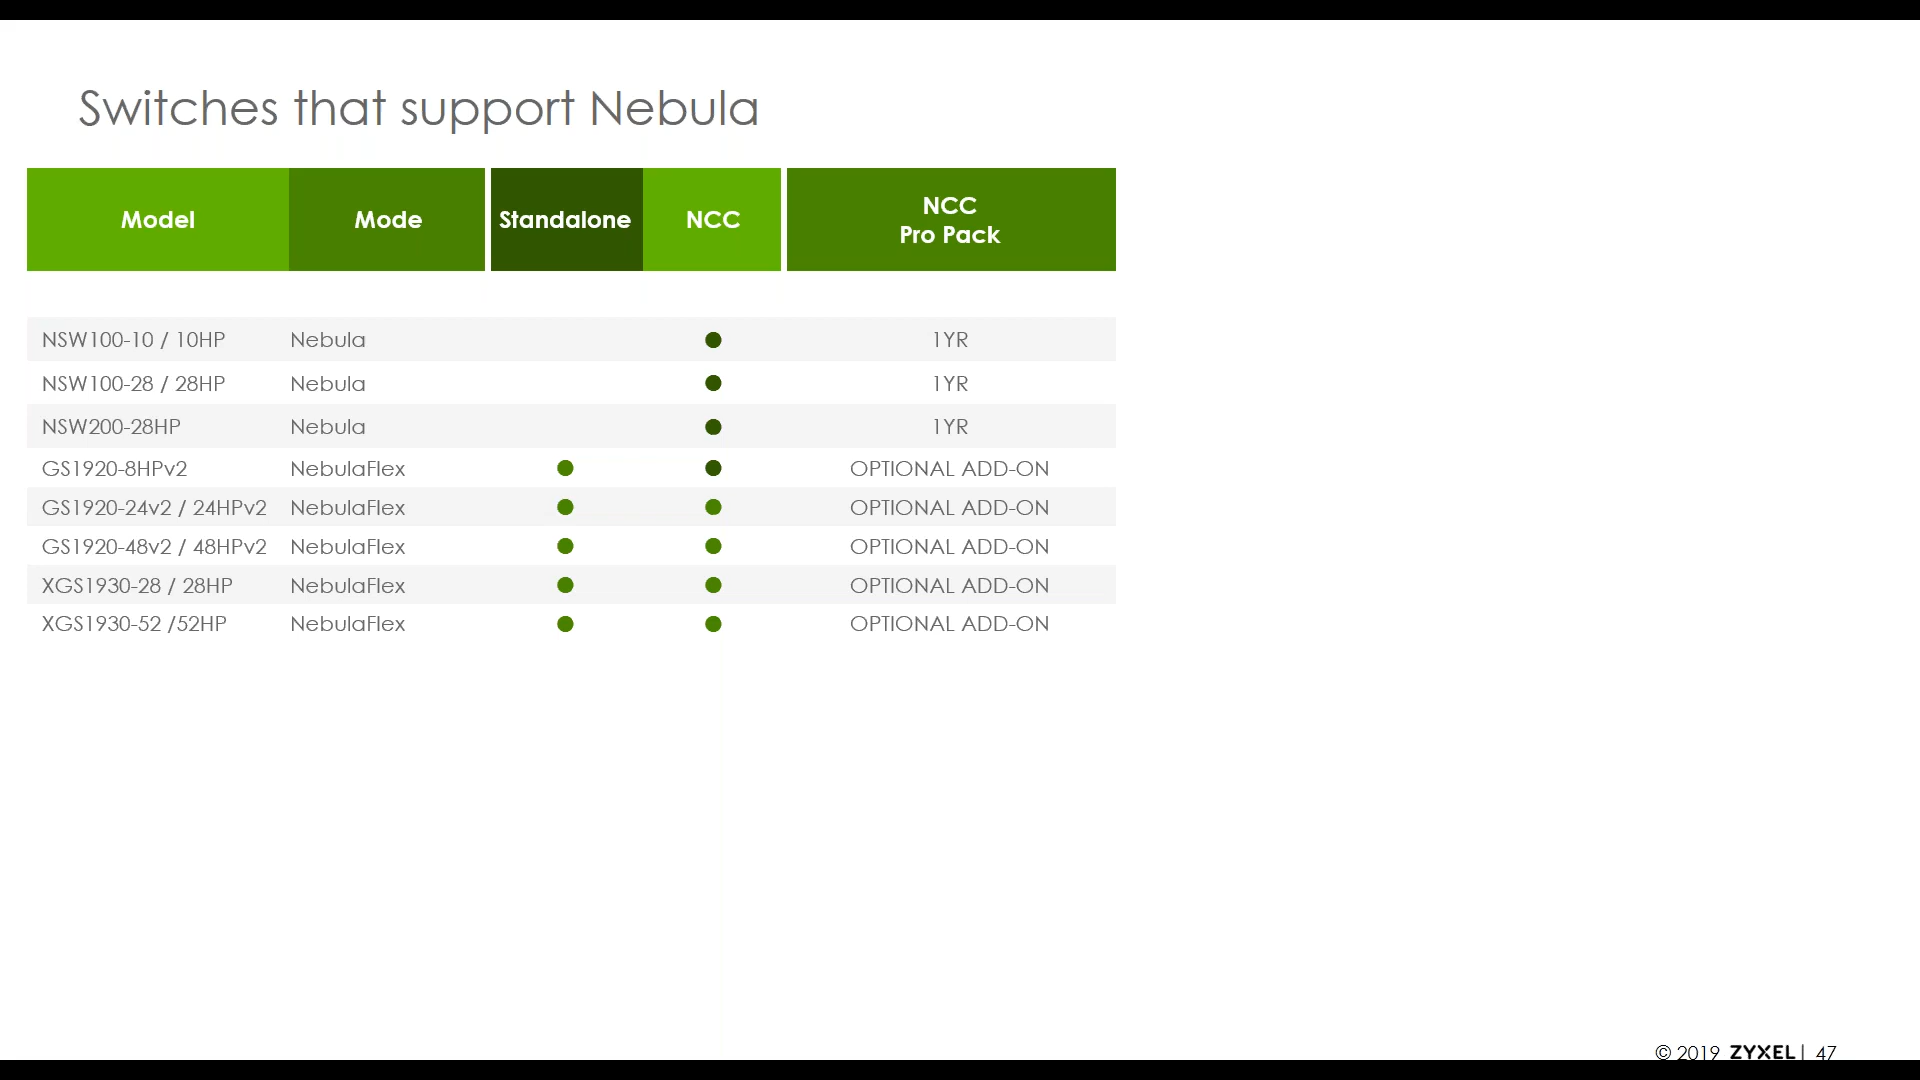 Switches that support Nebula
Model Mode Standalone NCC NCC Pro Pack
NSW100-10 / 10HP Nebula ● 1YR
NSW100-28 / 28HP Nebula ● 1YR
NSW200-28HP Nebula ● 1YR
GS1920-8HPv2 NebulaFlex ● ● OPTIONAL ADD-ON
GS1920-24v2 / 24HPv2 NebulaFlex ● ● OPTIONAL ADD-ON
GS1920-48v2 / 48HPv2 NebulaFlex ● ● OPTIONAL ADD-ON
XGS1930-28 / 28HP NebulaFlex ● ● OPTIONAL ADD-ON
XGS1930-52 /52HP NebulaFlex ● ● OPTIONAL ADD-ON
© 2019 ZYXEL | 47